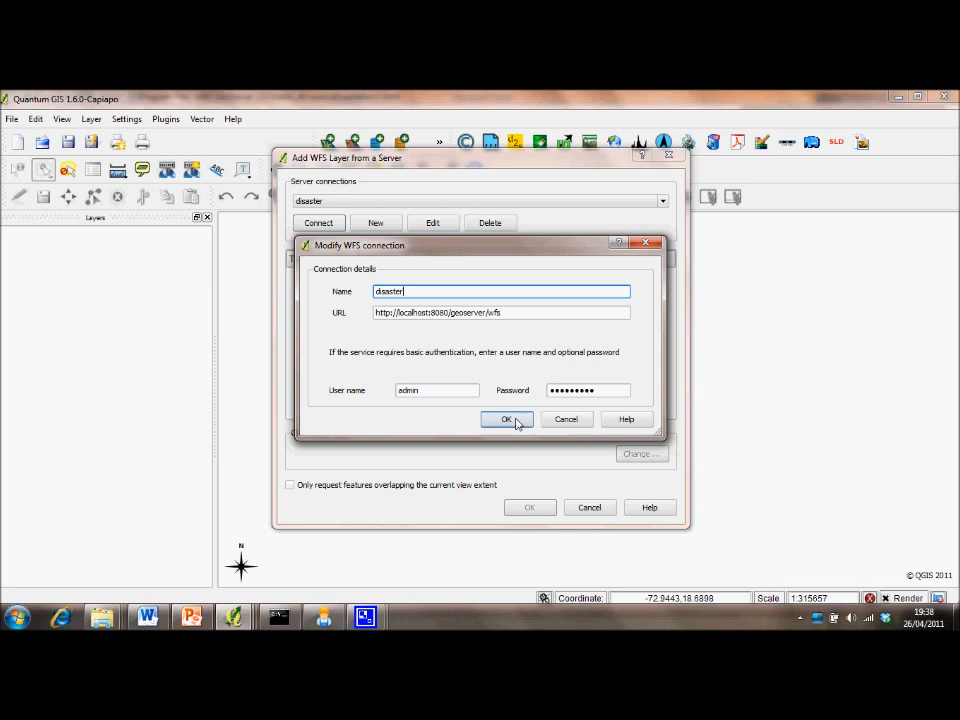 Quantum GIS 1.6.0-Capiapo
File Edit View Layer Settings Plugins Vector Help
» © d2 SLD
ABC T
Add WFS Layer from a Server
Layers
Server connections
disaster
Connect New Edit Delete
Modify WFS connection
Connection details
Name disaster
URL http://localhost:8080/geoserver/wfs
If the service requires basic authentication, enter a user name and optional password
User name admin Password •••••••••
OK Cancel Help
Change ...
Only request features overlapping the current view extent
OK Cancel Help
N
© QGIS 2011
Coordinate: -72.9443,18.6898 Scale 1:315657 Render
19:38
26/04/2011